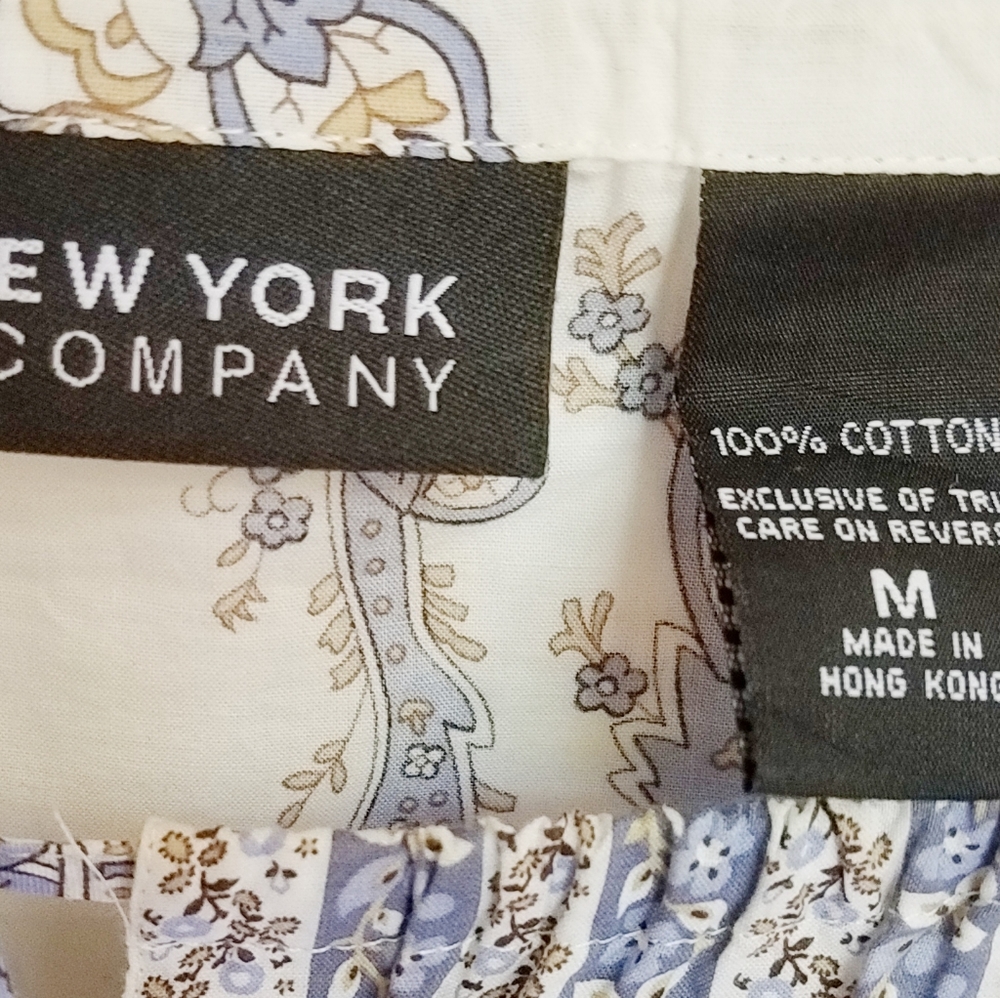 EW YORK
COMPANY
100% COTTON
EXCLUSIVE OF TRI
CARE ON REVERS
M
MADE IN
HONG KONG